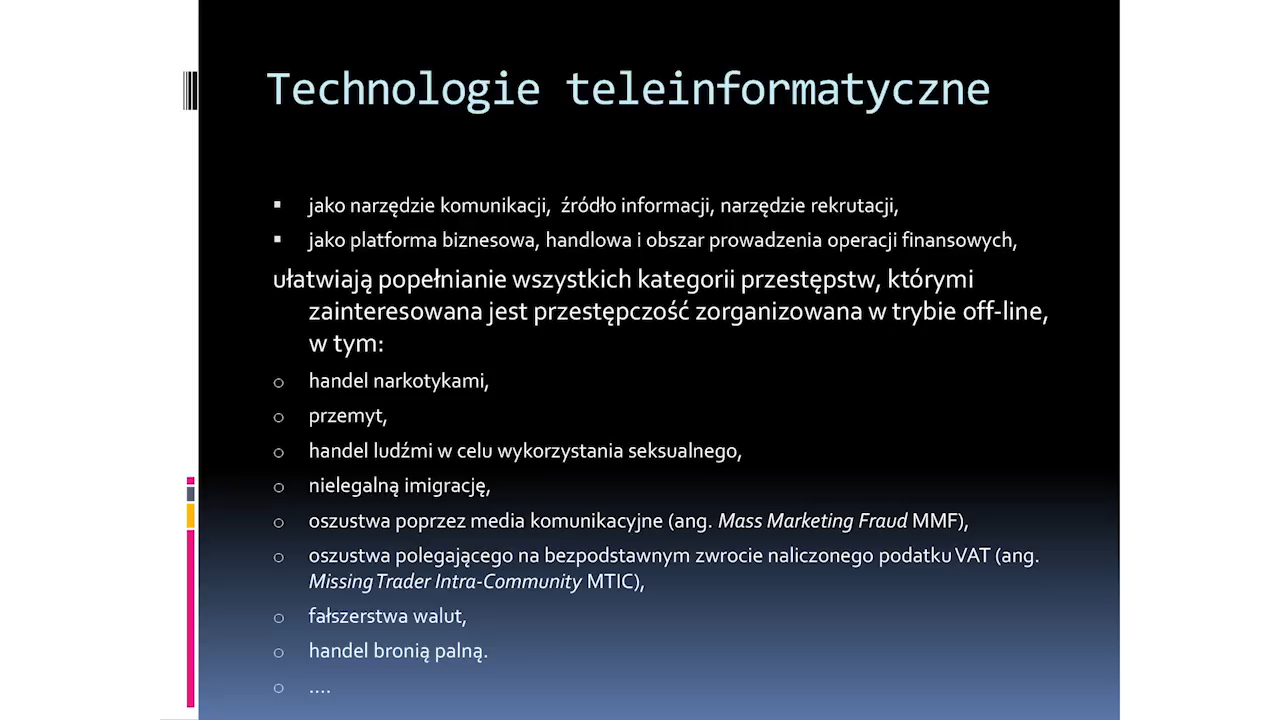 Technologie teleinformatyczne
▪ jako narzędzie komunikacji, źródło informacji, narzędzie rekrutacji,
▪ jako platforma biznesowa, handlowa i obszar prowadzenia operacji finansowych,
ułatwiają popełnianie wszystkich kategorii przestępstw, którymi
zainteresowana jest przestępczość zorganizowana w trybie off-line,
w tym:
o handel narkotykami,
o przemyt,
o handel ludźmi w celu wykorzystania seksualnego,
o nielegalną imigrację,
o oszustwa poprzez media komunikacyjne (ang. Mass Marketing Fraud MMF),
o oszustwa polegającego na bezpodstawnym zwrocie naliczonego podatku VAT (ang.
Missing Trader Intra-Community MTIC),
o fałszerstwa walut,
o handel bronią palną.
o ....